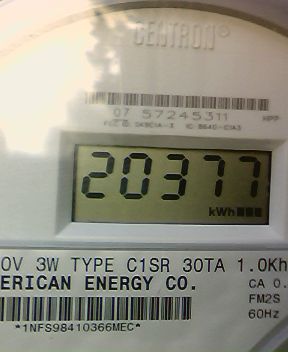 CENTRON®
07 57245311 HPP
20377
kWh
0V 3W TYPE C1SR 30TA 1.0Kh
ERICAN ENERGY CO. CA 0.
FM2S
*1NFS98410366MEC* 60Hz